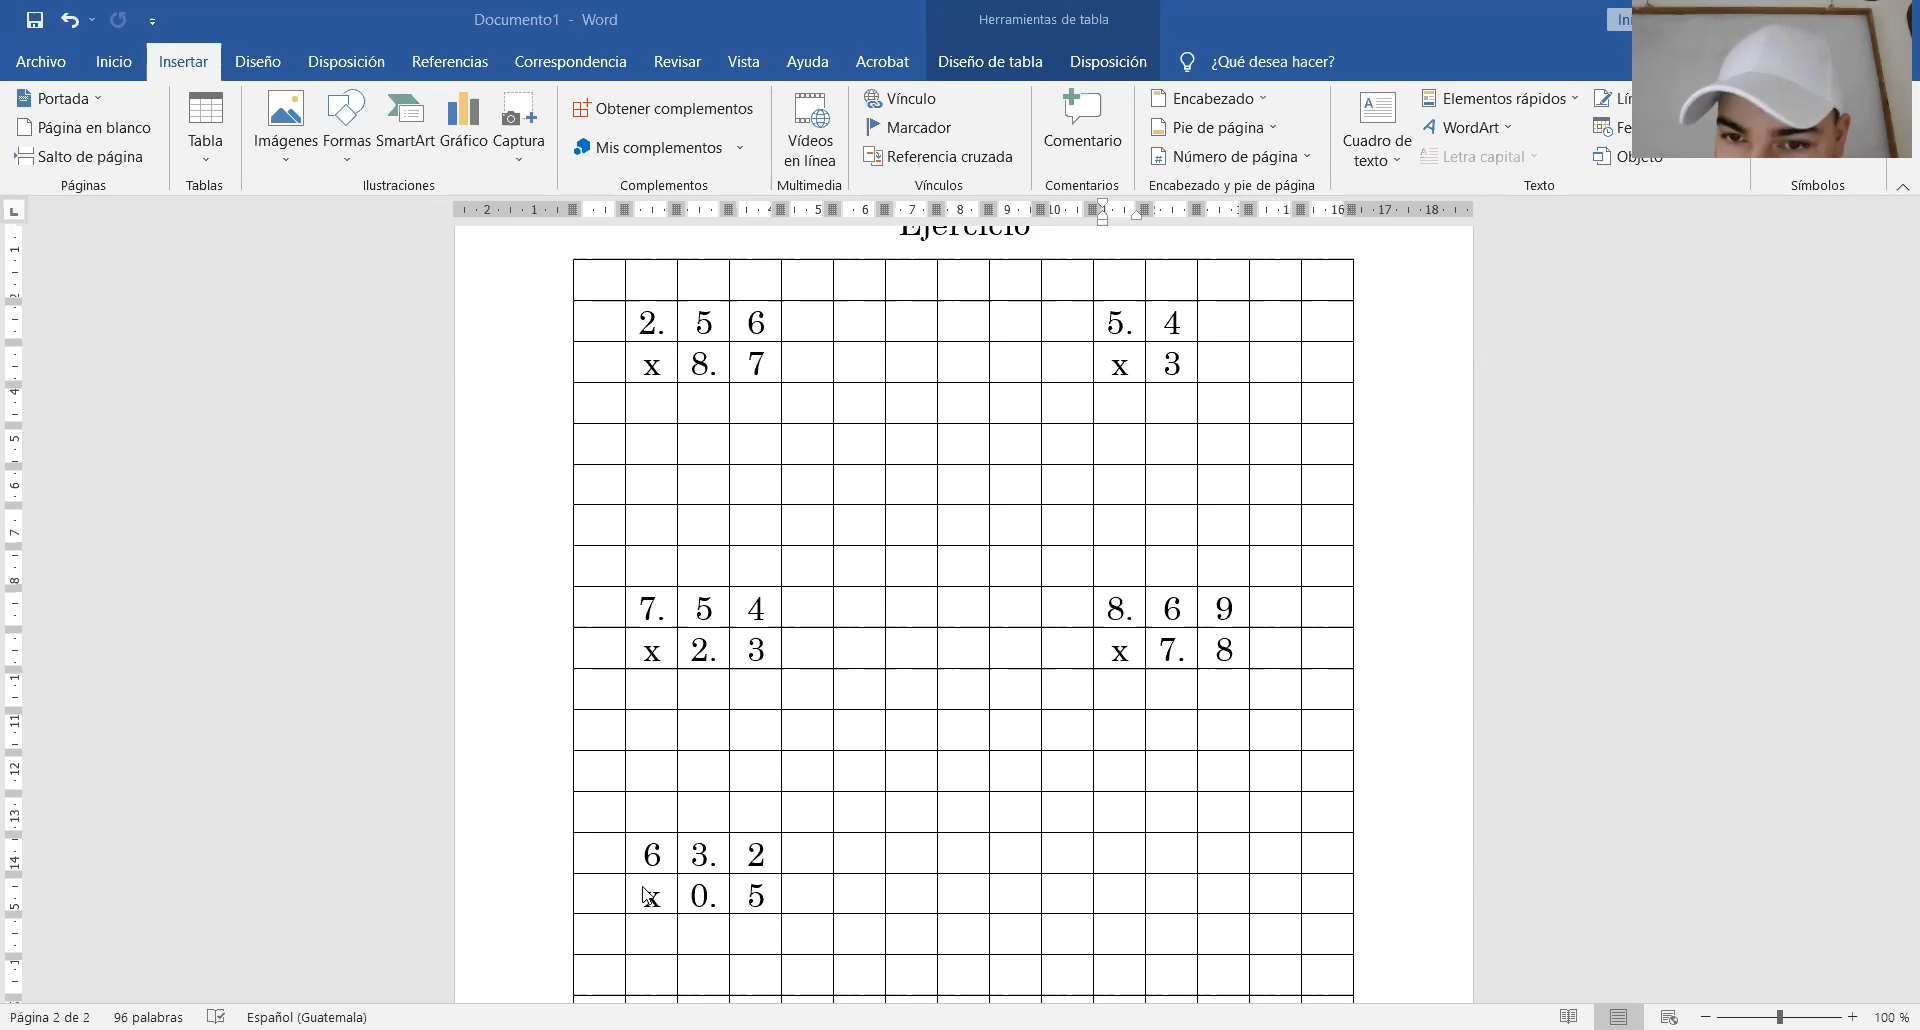 Documento1 - Word
Herramientas de tabla
Archivo Inicio Insertar Diseño Disposición Referencias Correspondencia Revisar Vista Ayuda Acrobat Diseño de tabla Disposición ¿Qué desea hacer?
Portada
Página en blanco
Salto de página
Páginas
Tabla
Tablas
Imágenes Formas SmartArt Gráfico Captura
Ilustraciones
Obtener complementos
Mis complementos
Complementos
Vídeos
en línea
Multimedia
Vínculo
Marcador
Referencia cruzada
Vínculos
Comentario
Comentarios
Encabezado
Pie de página
Número de página
Encabezado y pie de página
Cuadro de
texto
Elementos rápidos
WordArt
Letra capital
Objeto
Texto
Símbolos
Ejercicio
2. 5 6 5. 4
x 8. 7 x 3
7. 5 4 8. 6 9
x 2. 3 x 7. 8
6 3. 2
x 0. 5
Página 2 de 2 96 palabras Español (Guatemala) 100 %